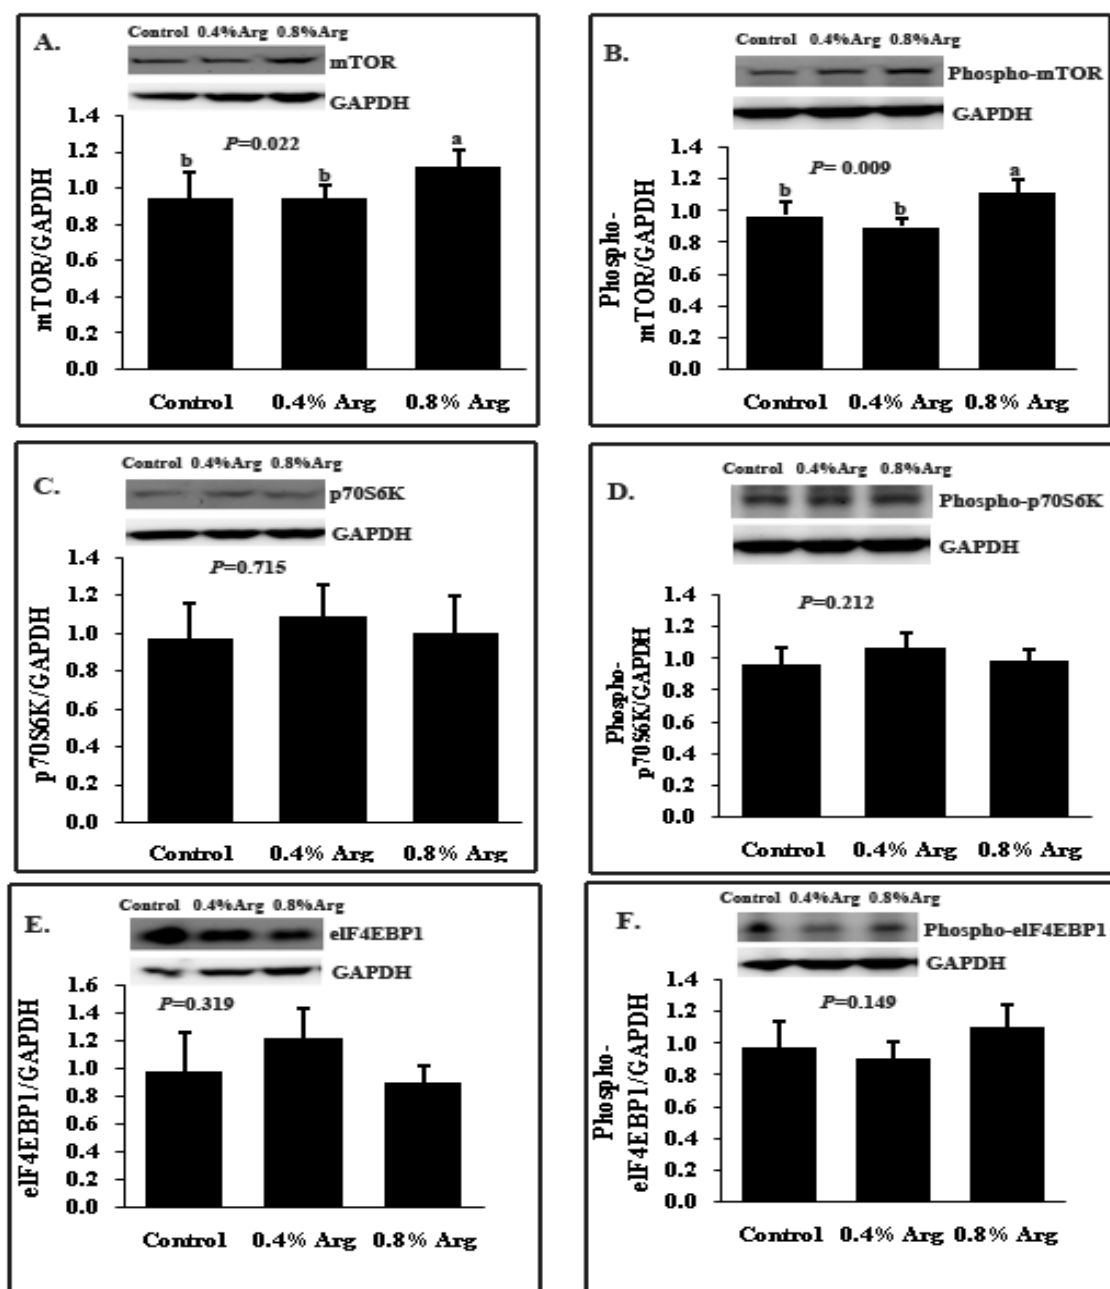 A.
Control 0.4%Arg 0.8%Arg
mTOR
GAPDH
P=0.022
b
b
a
mTOR/GAPDH
1.4
1.2
1.0
0.8
0.6
0.4
0.2
0.0
Control 0.4% Arg 0.8% Arg
B.
Control 0.4%Arg 0.8%Arg
Phospho-mTOR
GAPDH
P= 0.009
b
b
a
Phospho-
mTOR/GAPDH
1.4
1.2
1.0
0.8
0.6
0.4
0.2
0.0
Control 0.4% Arg 0.8% Arg
C.
Control 0.4%Arg 0.8%Arg
p70S6K
GAPDH
P=0.715
p70S6K/GAPDH
1.4
1.2
1.0
0.8
0.6
0.4
0.2
0.0
Control 0.4% Arg 0.8% Arg
D.
Control 0.4%Arg 0.8%Arg
Phospho-p70S6K
GAPDH
P=0.212
Phospho-
p70S6K/GAPDH
1.4
1.2
1.0
0.8
0.6
0.4
0.2
0.0
Control 0.4% Arg 0.8% Arg
E.
Control 0.4%Arg 0.8%Arg
eIF4EBP1
GAPDH
P=0.319
eIF4EBP1/GAPDH
1.6
1.4
1.2
1.0
0.8
0.6
0.4
0.2
0.0
Control 0.4% Arg 0.8% Arg
F.
Control 0.4%Arg 0.8%Arg
Phospho-eIF4EBP1
GAPDH
P=0.149
Phospho-
eIF4EBP1/GAPDH
1.4
1.2
1.0
0.8
0.6
0.4
0.2
0.0
Control 0.4% Arg 0.8% Arg